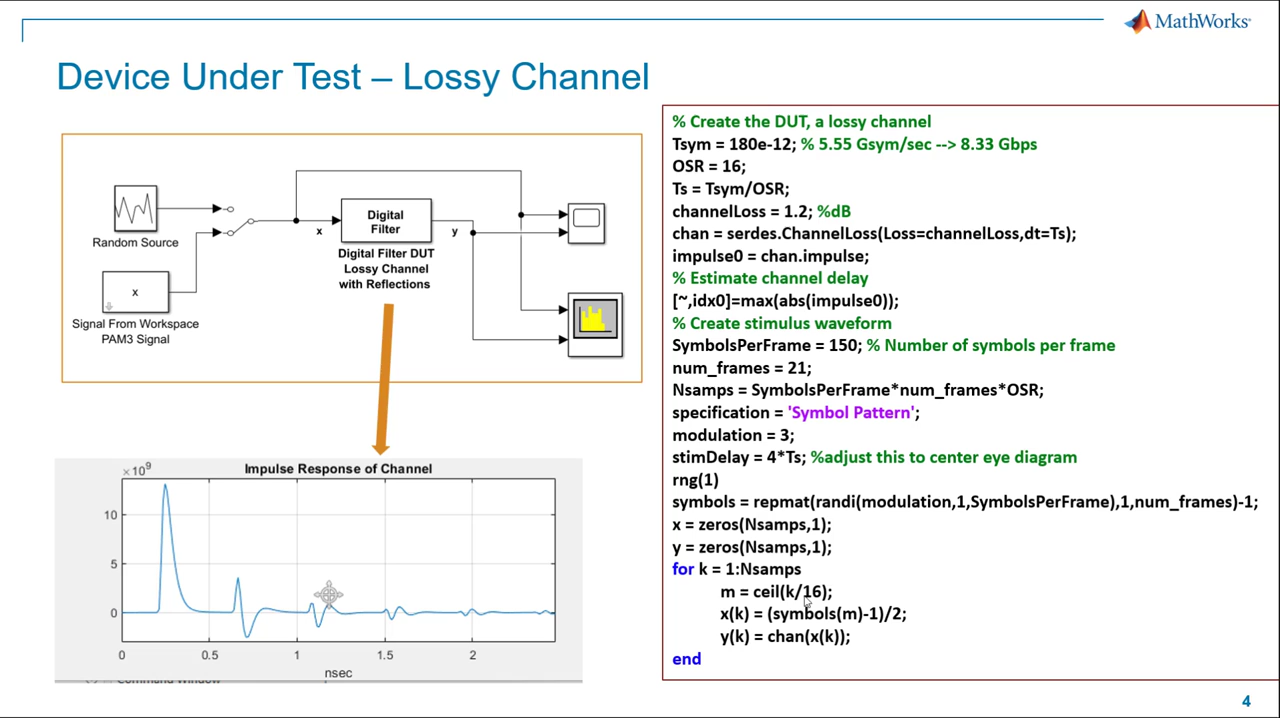 MathWorks®
Device Under Test – Lossy Channel
Random Source
x
Signal From Workspace
PAM3 Signal
x
Digital
Filter
y
Digital Filter DUT
Lossy Channel
with Reflections
Impulse Response of Channel
×10^9
10
5
0
0 0.5 1 1.5 2
nsec
% Create the DUT, a lossy channel
Tsym = 180e-12; % 5.55 Gsym/sec --> 8.33 Gbps
OSR = 16;
Ts = Tsym/OSR;
channelLoss = 1.2; %dB
chan = serdes.ChannelLoss(Loss=channelLoss,dt=Ts);
impulse0 = chan.impulse;
% Estimate channel delay
[~,idx0]=max(abs(impulse0));
% Create stimulus waveform
SymbolsPerFrame = 150; % Number of symbols per frame
num_frames = 21;
Nsamps = SymbolsPerFrame*num_frames*OSR;
specification = 'Symbol Pattern';
modulation = 3;
stimDelay = 4*Ts; %adjust this to center eye diagram
rng(1)
symbols = repmat(randi(modulation,1,SymbolsPerFrame),1,num_frames)-1;
x = zeros(Nsamps,1);
y = zeros(Nsamps,1);
for k = 1:Nsamps
m = ceil(k/16);
x(k) = (symbols(m)-1)/2;
y(k) = chan(x(k));
end
4